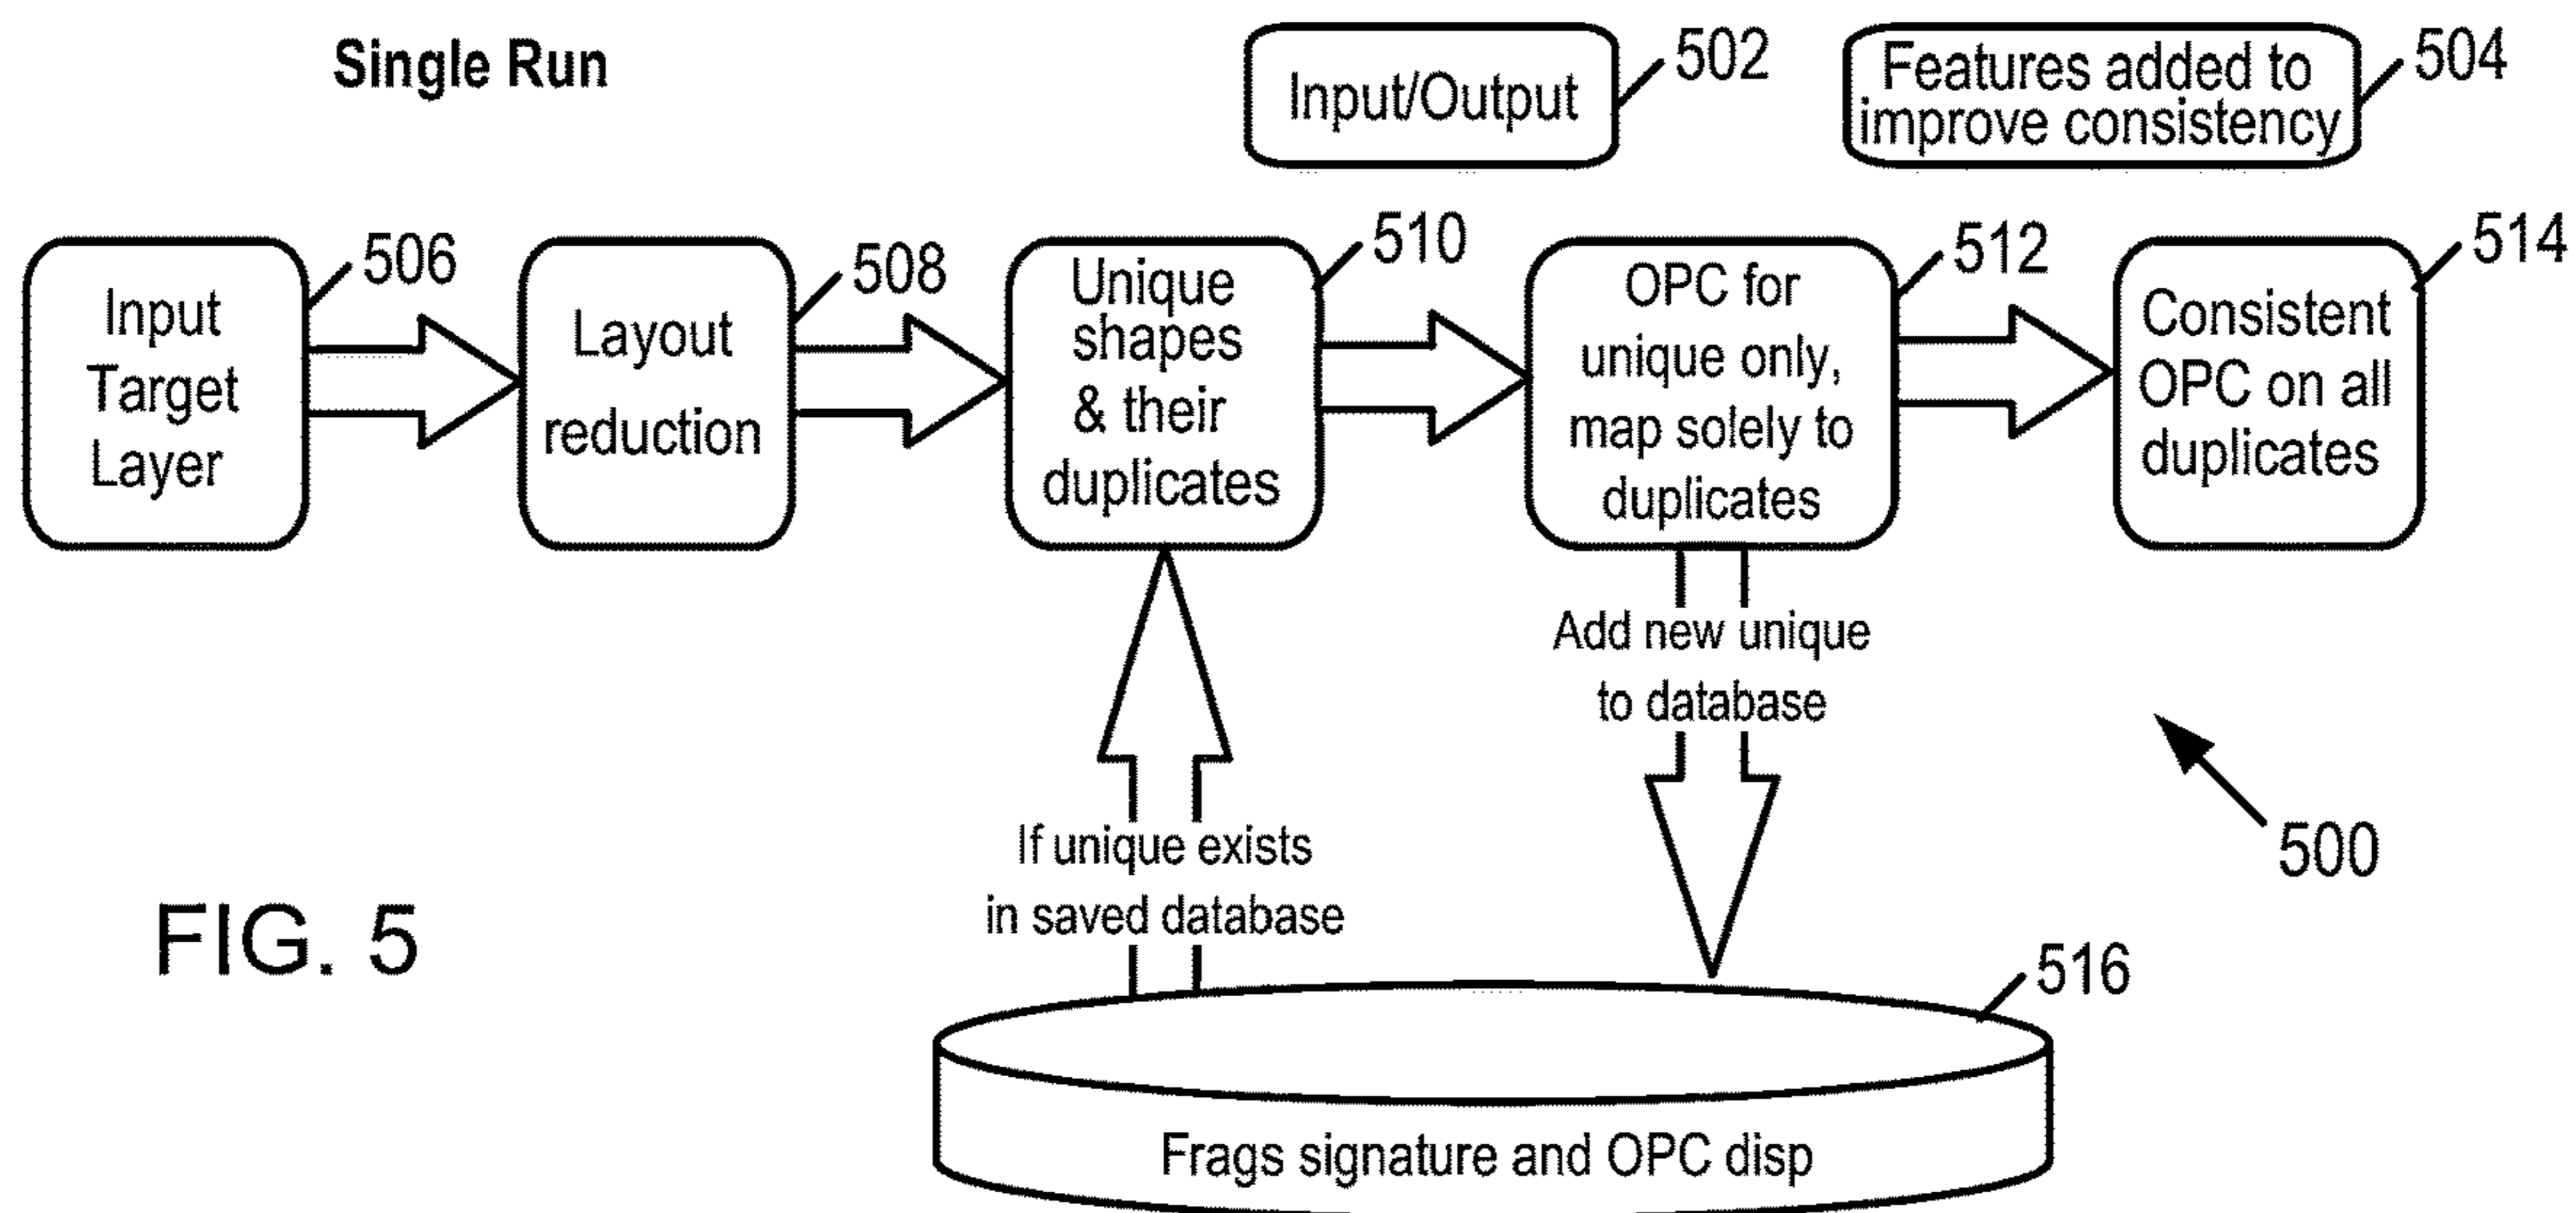 Single Run
Input/Output
502
Features added to
improve consistency
504
Input
Target
Layer
506
Layout
reduction
508
Unique
shapes
& their
duplicates
510
OPC for
unique only,
map solely to
duplicates
512
Consistent
OPC on all
duplicates
514
If unique exists
in saved database
Add new unique
to database
500
FIG. 5
516
Frags signature and OPC disp